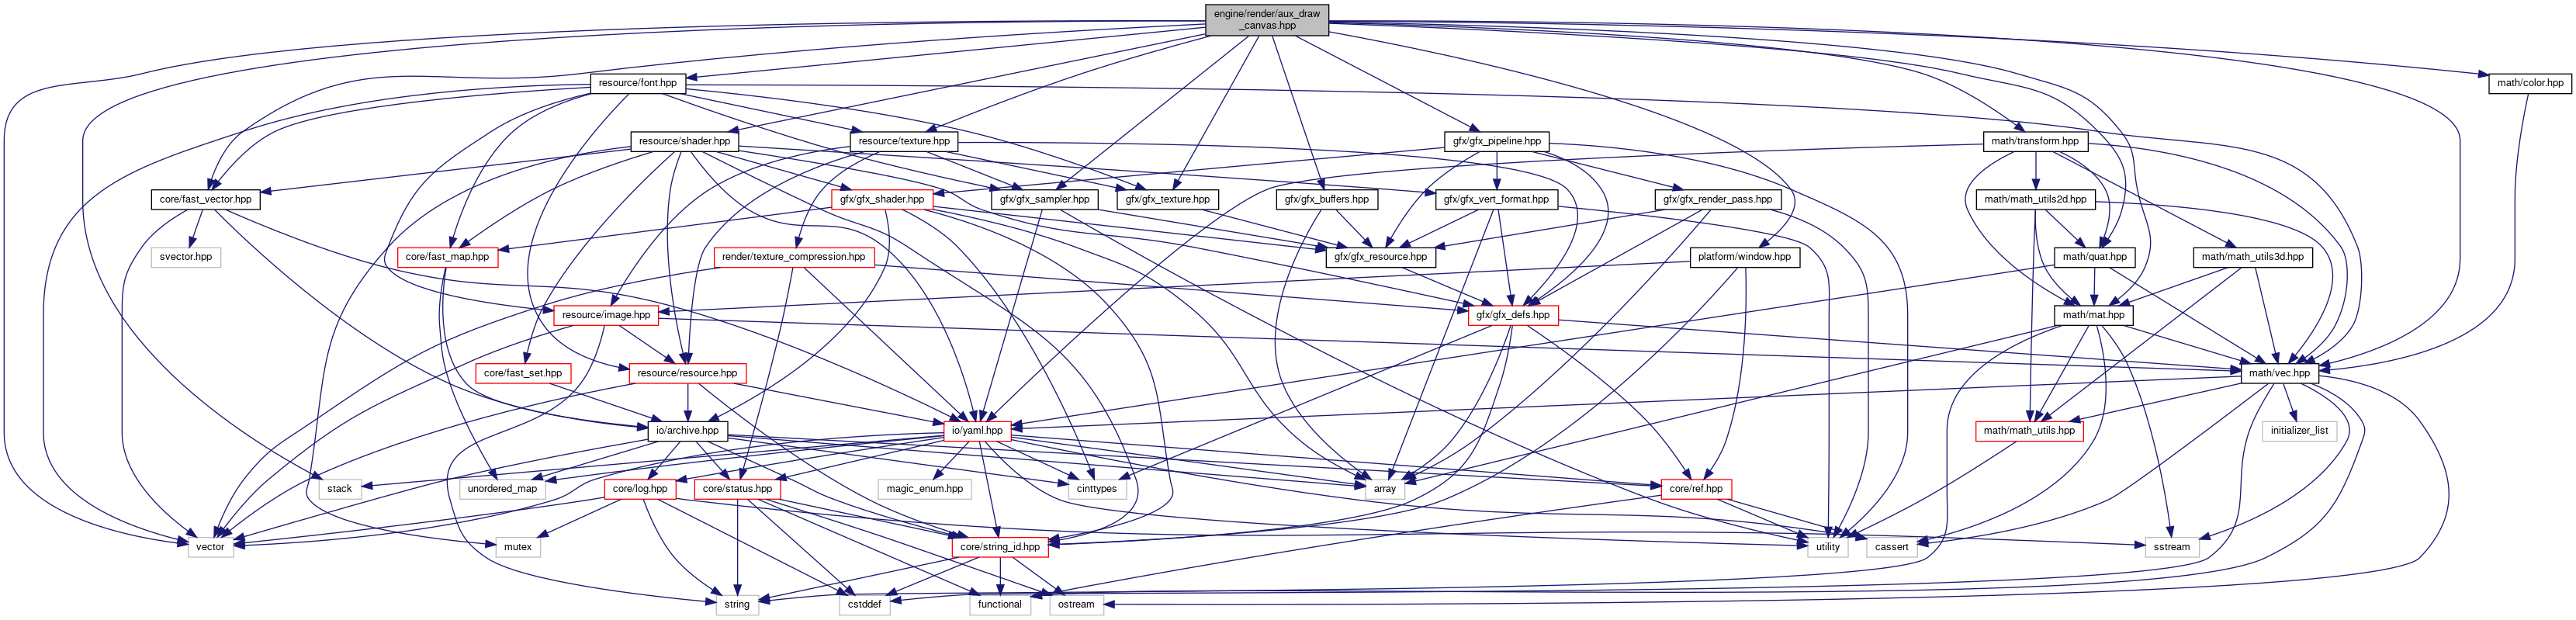 engine/render/aux_draw
_canvas.hpp
resource/font.hpp
math/color.hpp
resource/shader.hpp
resource/texture.hpp
gfx/gfx_pipeline.hpp
math/transform.hpp
core/fast_vector.hpp
gfx/gfx_shader.hpp
gfx/gfx_sampler.hpp
gfx/gfx_texture.hpp
gfx/gfx_buffers.hpp
gfx/gfx_vert_format.hpp
gfx/gfx_render_pass.hpp
math/math_utils2d.hpp
svector.hpp
core/fast_map.hpp
render/texture_compression.hpp
gfx/gfx_resource.hpp
platform/window.hpp
math/quat.hpp
math/math_utils3d.hpp
resource/image.hpp
gfx/gfx_defs.hpp
math/mat.hpp
core/fast_set.hpp
resource/resource.hpp
math/vec.hpp
io/archive.hpp
io/yaml.hpp
math/math_utils.hpp
initializer_list
stack
unordered_map
core/log.hpp
core/status.hpp
magic_enum.hpp
cinttypes
array
core/ref.hpp
vector
mutex
core/string_id.hpp
utility
cassert
sstream
string
cstddef
functional
ostream